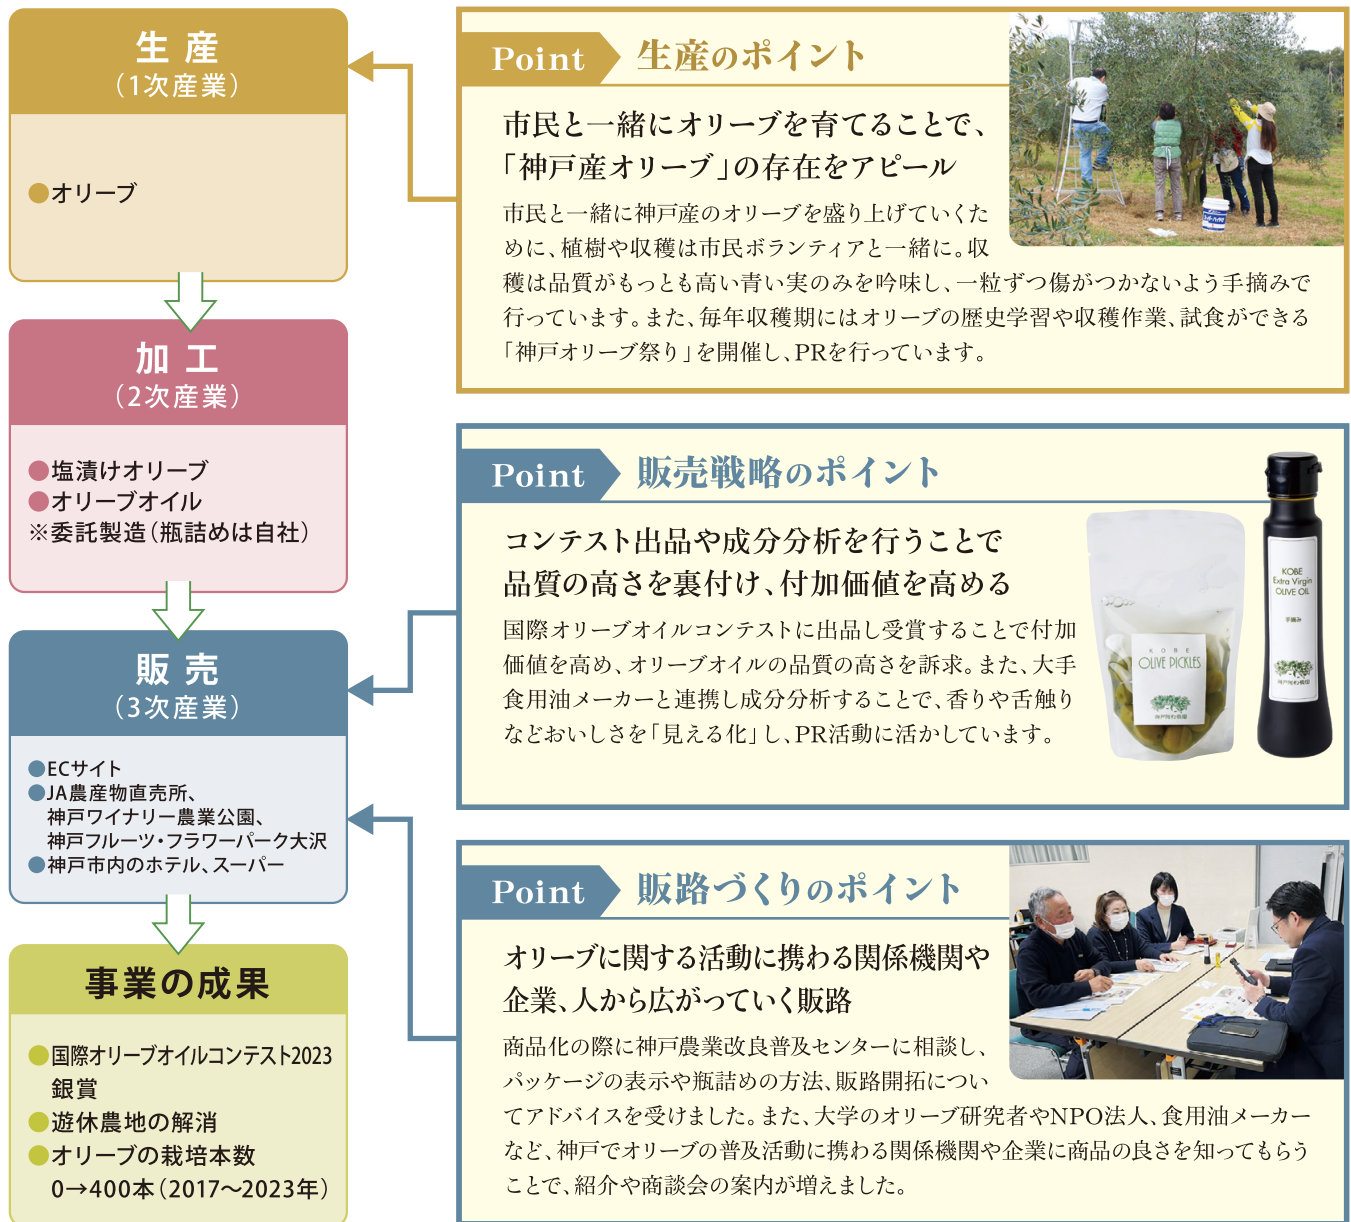 生産
（1次産業）
●オリーブ
加工
（2次産業）
●塩漬けオリーブ
●オリーブオイル
※委託製造（瓶詰めは自社）
販売
（3次産業）
●ECサイト
●JA農産物直売所、
神戸ワイナリー農業公園、
神戸フルーツ・フラワーパーク大沢
●神戸市内のホテル、スーパー
事業の成果
●国際オリーブオイルコンテスト2023
銀賞
●遊休農地の解消
●オリーブの栽培本数
0→400本（2017〜2023年）
Point 生産のポイント
市民と一緒にオリーブを育てることで、
「神戸産オリーブ」の存在をアピール
市民と一緒に神戸産のオリーブを盛り上げていくた
めに、植樹や収穫は市民ボランティアと一緒に。収
穫は品質がもっとも高い青い実のみを吟味し、一粒ずつ傷がつかないよう手摘みで
行っています。また、毎年収穫期にはオリーブの歴史学習や収穫作業、試食ができる
「神戸オリーブ祭り」を開催し、PRを行っています。
Point 販売戦略のポイント
コンテスト出品や成分分析を行うことで
品質の高さを裏付け、付加価値を高める
国際オリーブオイルコンテストに出品し受賞することで付加
価値を高め、オリーブオイルの品質の高さを訴求。また、大手
食用油メーカーと連携し成分分析することで、香りや舌触り
などおいしさを「見える化」し、PR活動に活かしています。
KOBE
OLIVE PICKLES
KOBE
Extra Virgin
OLIVE OIL
手摘み
Point 販路づくりのポイント
オリーブに関する活動に携わる関係機関や
企業、人から広がっていく販路
商品化の際に神戸農業改良普及センターに相談し、
パッケージの表示や瓶詰めの方法、販路開拓につい
てアドバイスを受けました。また、大学のオリーブ研究者やNPO法人、食用油メーカー
など、神戸でオリーブの普及活動に携わる関係機関や企業に商品の良さを知ってもらう
ことで、紹介や商談会の案内が増えました。